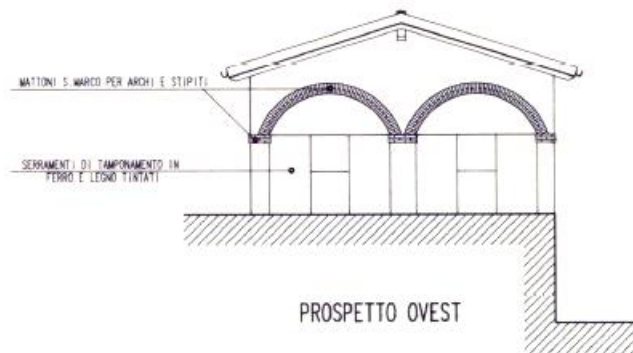 MATTONI S.MARCO PER ARCHI E STIPITI
SERRAMENTI DI TAMPONAMENTO IN
FERRO E LEGNO TINTATI
PROSPETTO OVEST